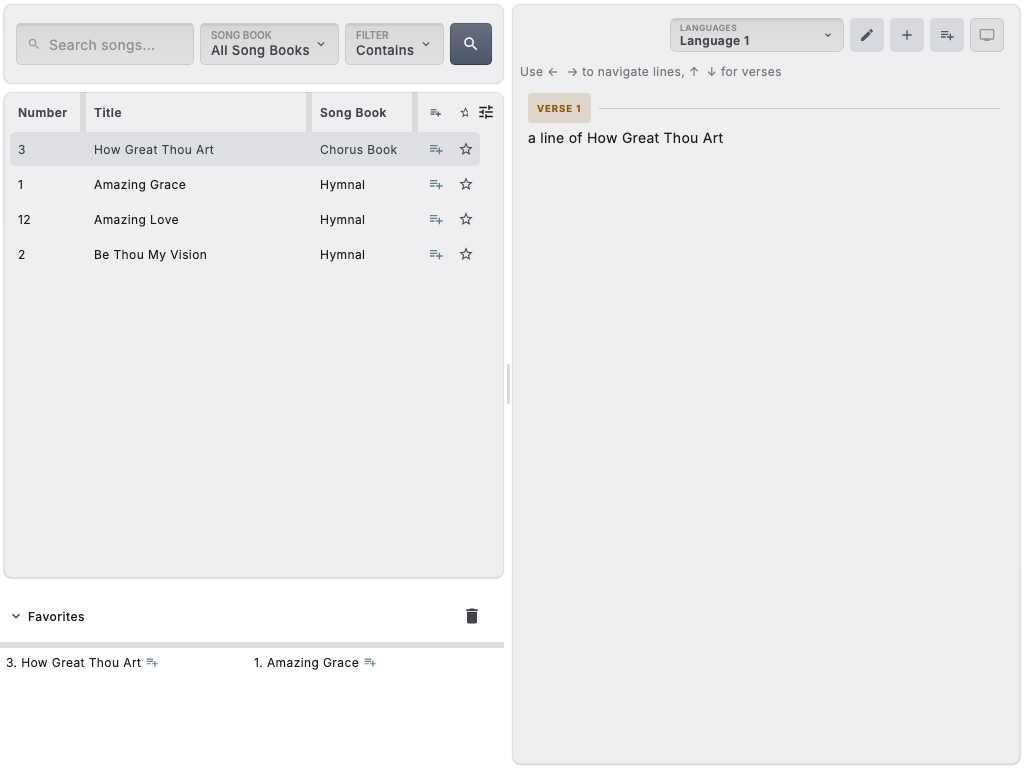 Search songs...
SONG BOOK
All Song Books
FILTER
Contains
Number Title Song Book
3 How Great Thou Art Chorus Book
1 Amazing Grace Hymnal
12 Amazing Love Hymnal
2 Be Thou My Vision Hymnal
Favorites
3. How Great Thou Art
1. Amazing Grace
LANGUAGES
Language 1
Use ← → to navigate lines, ↑ ↓ for verses
VERSE 1
a line of How Great Thou Art